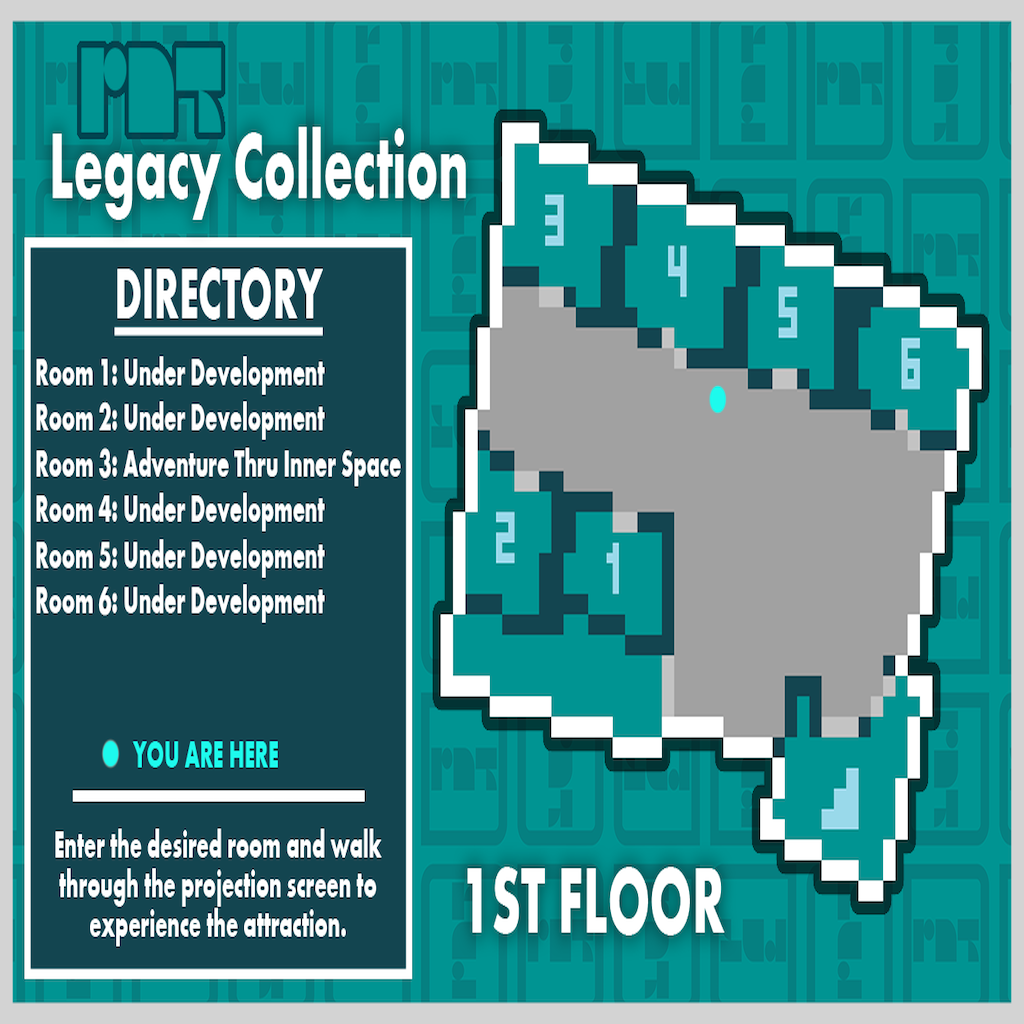 Legacy Collection
DIRECTORY
Room 1: Under Development
Room 2: Under Development
Room 3: Adventure Thru Inner Space
Room 4: Under Development
Room 5: Under Development
Room 6: Under Development
YOU ARE HERE
Enter the desired room and walk
through the projection screen to
experience the attraction.
3
4
5
6
2
1
1ST FLOOR